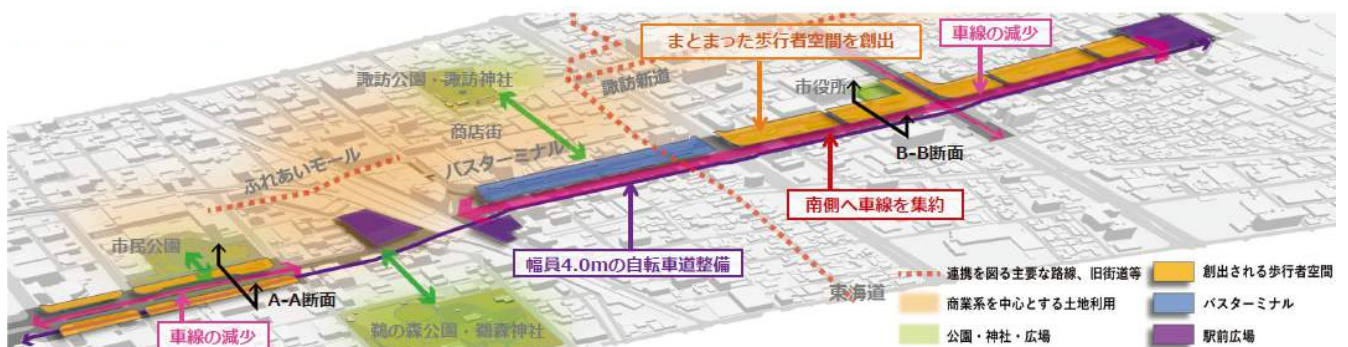 まとまった歩行者空間を創出
車線の減少
諏訪公園・諏訪神社
諏訪新道
市役所
商店街
バスターミナル
B-B断面
ふれあいモール
南側へ車線を集約
市民公園
幅員4.0mの自転車道整備
A-A断面
東海道
車線の減少
鵜の森公園・鵜森神社
連携を図る主要な路線、旧街道等
創出される歩行者空間
商業系を中心とする土地利用
バスターミナル
公園・神社・広場
駅前広場